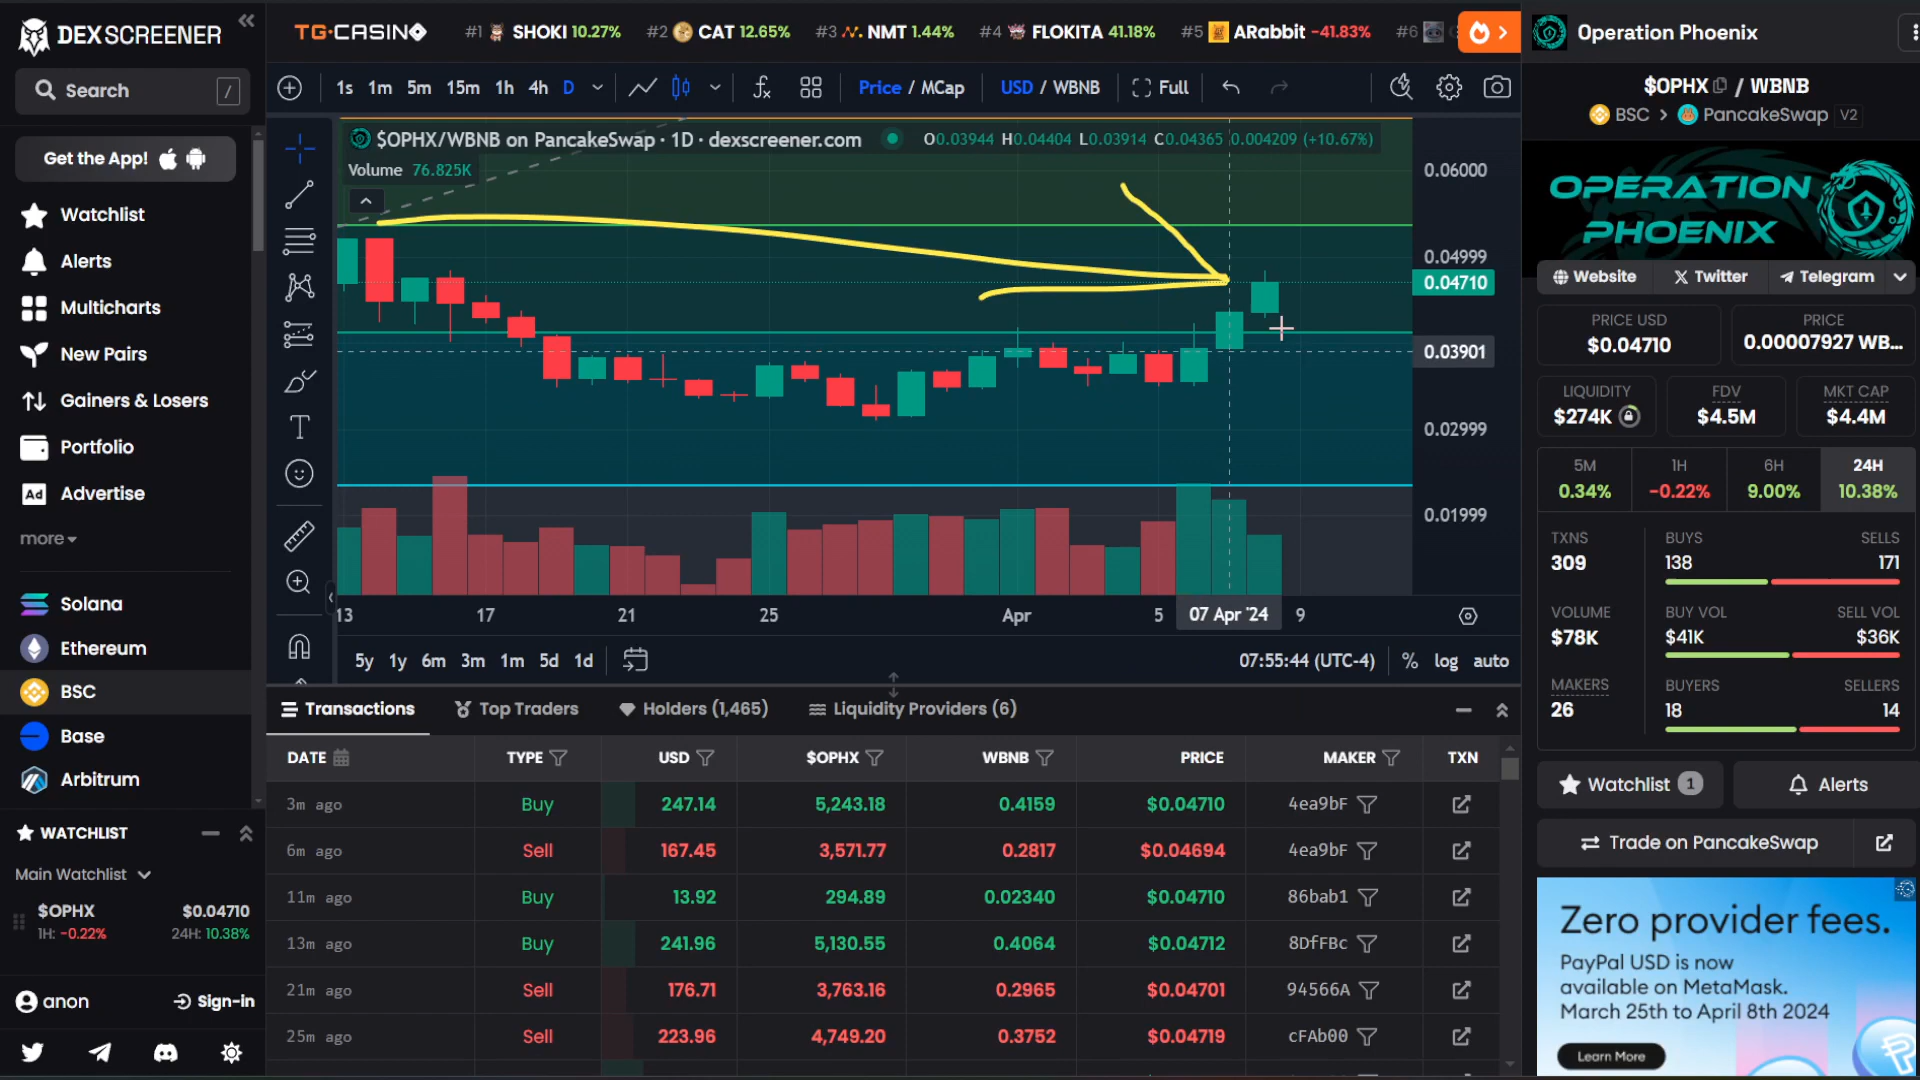 DEX SCREENER
Search /
Get the App!
Watchlist
Alerts
Multicharts
New Pairs
Gainers & Losers
Portfolio
Ad Advertise
more
Solana
Ethereum
BSC
Base
Arbitrum
WATCHLIST
Main Watchlist
$OPHX $0.04710
1H: -0.22% 24H: 10.38%
anon Sign-in
TG.CASINO #1 SHOKI 10.27% #2 CAT 12.65% #3 NMT 1.44% #4 FLOKITA 41.18% #5 ARabbit -41.83% #6
1s 1m 5m 15m 1h 4h D Price / MCap USD / WBNB Full
$OPHX/WBNB on PancakeSwap · 1D · dexscreener.com O0.03944 H0.04404 L0.03914 C0.04365 0.004209 (+10.67%)
Volume 76.825K
0.06000
0.04999
0.04710
0.03901
0.02999
0.01999
13 17 21 25 Apr 5 07 Apr '24 9
5y 1y 6m 3m 1m 5d 1d 07:55:44 (UTC-4) % log auto
Transactions Top Traders Holders (1,465) Liquidity Providers (6)
DATE TYPE USD $OPHX WBNB PRICE MAKER TXN
3m ago Buy 247.14 5,243.18 0.4159 $0.04710 4ea9bF
6m ago Sell 167.45 3,571.77 0.2817 $0.04694 4ea9bF
11m ago Buy 13.92 294.89 0.02340 $0.04710 86bab1
13m ago Buy 241.96 5,130.55 0.4064 $0.04712 8DfFBc
21m ago Sell 176.71 3,763.16 0.2965 $0.04701 94566A
25m ago Sell 223.96 4,749.20 0.3752 $0.04719 cFAb00
Operation Phoenix
$OPHX / WBNB
BSC > PancakeSwap V2
OPERATION
PHOENIX
Website Twitter Telegram
PRICE USD PRICE
$0.04710 0.00007927 WB...
LIQUIDITY FDV MKT CAP
$274K $4.5M $4.4M
5M 1H 6H 24H
0.34% -0.22% 9.00% 10.38%
TXNS BUYS SELLS
309 138 171
VOLUME BUY VOL SELL VOL
$78K $41K $36K
MAKERS BUYERS SELLERS
26 18 14
Watchlist 1 Alerts
Trade on PancakeSwap
Zero provider fees.
PayPal USD is now
available on MetaMask.
March 25th to April 8th 2024
Learn More